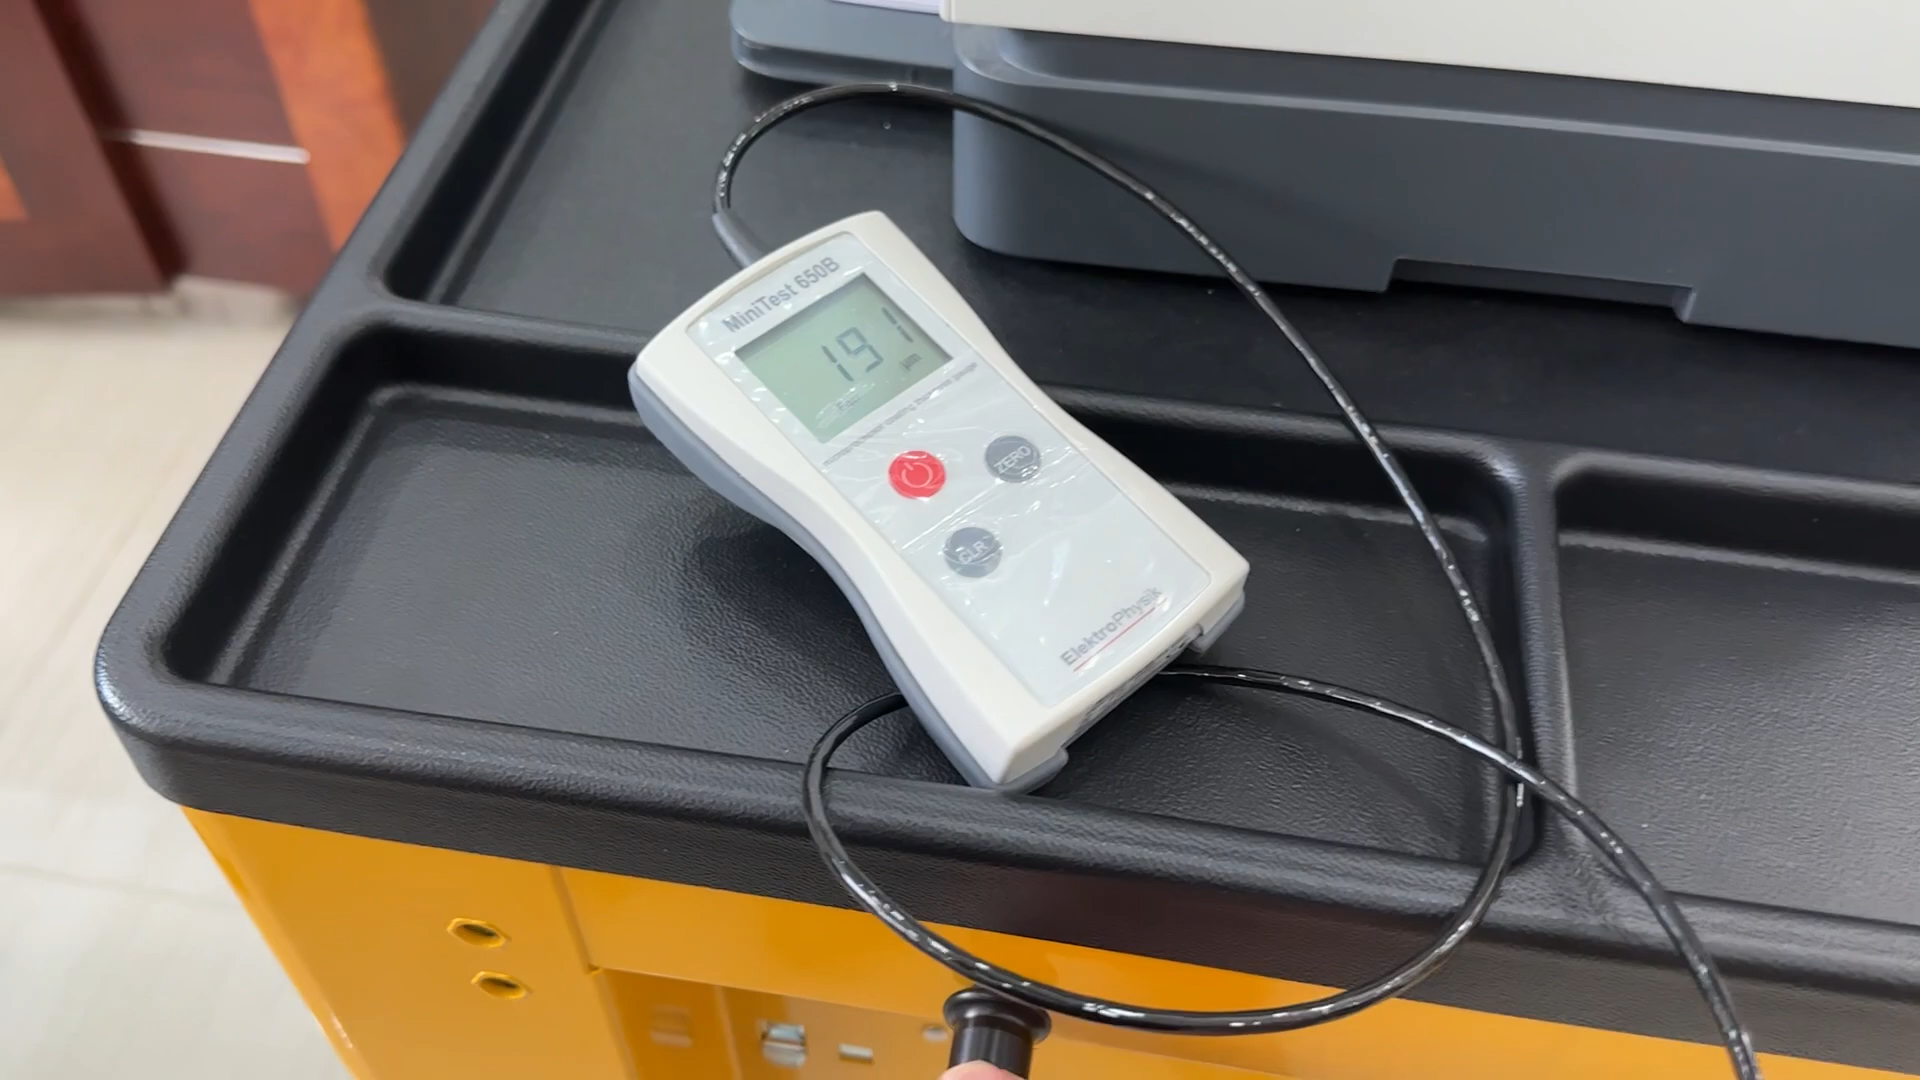 MiniTest 650B
191
µm
ZERO
CLR
ElektroPhysik